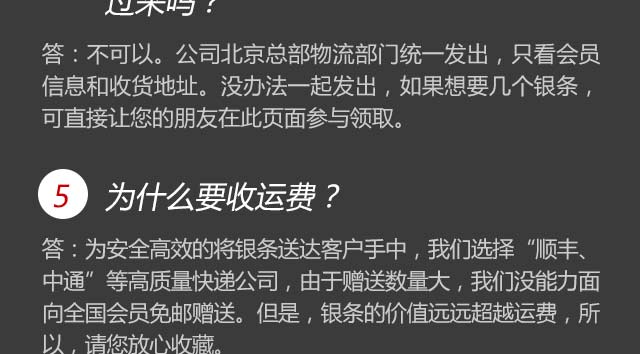 过来吗？
答：不可以。公司北京总部物流部门统一发出，只看会员
信息和收货地址。没办法一起发出，如果想要几个银条，
可直接让您的朋友在此页面参与领取。
5 为什么要收运费？
答：为安全高效的将银条送达客户手中，我们选择“顺丰、
中通”等高质量快递公司，由于赠送数量大，我们没能力面
向全国会员免邮赠送。但是，银条的价值远远超越运费，所
以，请您放心收藏。